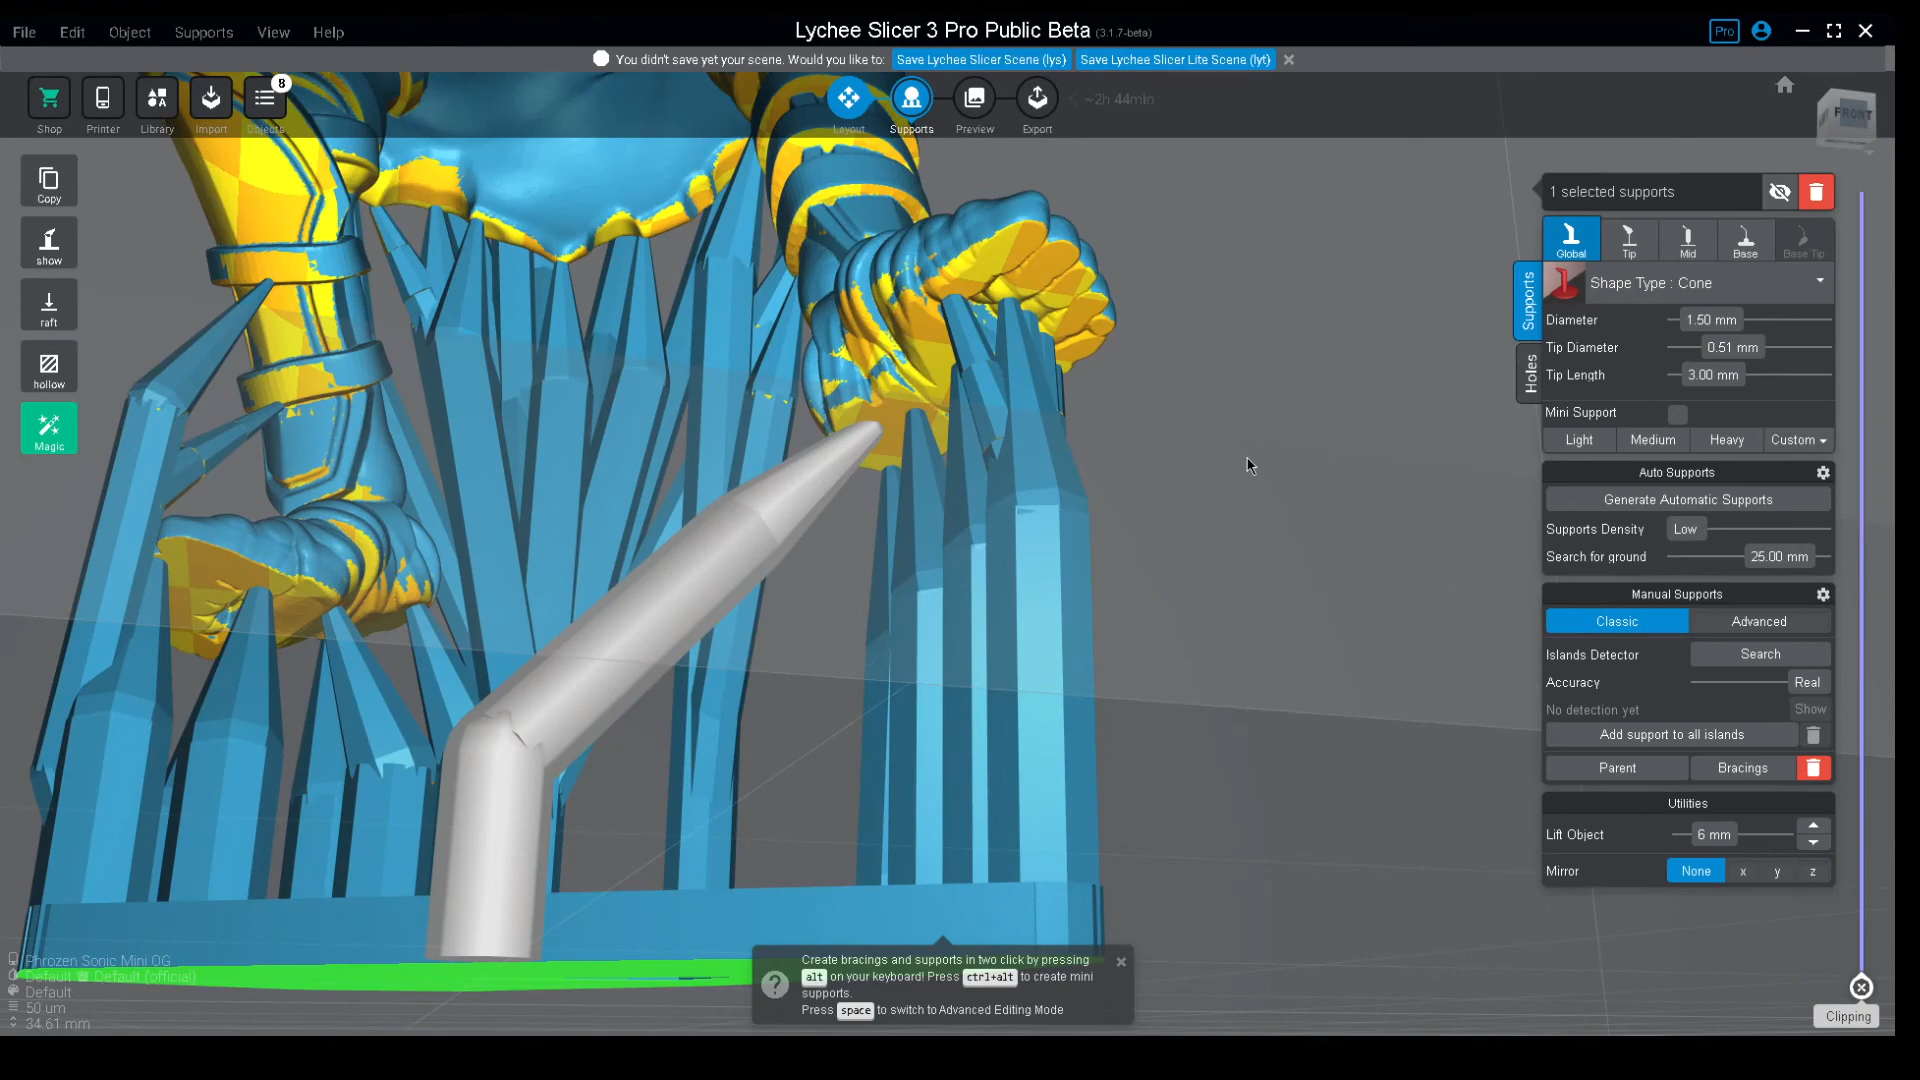 File Edit Object Supports View Help
Lychee Slicer 3 Pro Public Beta (3.1.7-beta)
Pro
You didn't save yet your scene. Would you like to: Save Lychee Slicer Scene (lys) Save Lychee Slicer Lite Scene (lyt)
8
~2h 44min
Shop Printer Library Import Objects
Layout Supports Preview Export
FRONT
Copy
show
raft
hollow
Magic
1 selected supports
Global Tip Mid Base Base Tip
Supports
Holes
Shape Type : Cone
Diameter 1.50 mm
Tip Diameter 0.51 mm
Tip Length 3.00 mm
Mini Support
Light Medium Heavy Custom
Auto Supports
Generate Automatic Supports
Supports Density Low
Search for ground 25.00 mm
Manual Supports
Classic Advanced
Islands Detector Search
Accuracy Real
No detection yet Show
Add support to all islands
Parent Bracings
Utilities
Lift Object 6 mm
Mirror None x y z
Phrozen Sonic Mini OG
Default Default (official)
Default
50 um
34.61 mm
Create bracings and supports in two click by pressing
alt on your keyboard! Press ctrl+alt to create mini
supports.
Press space to switch to Advanced Editing Mode
Clipping